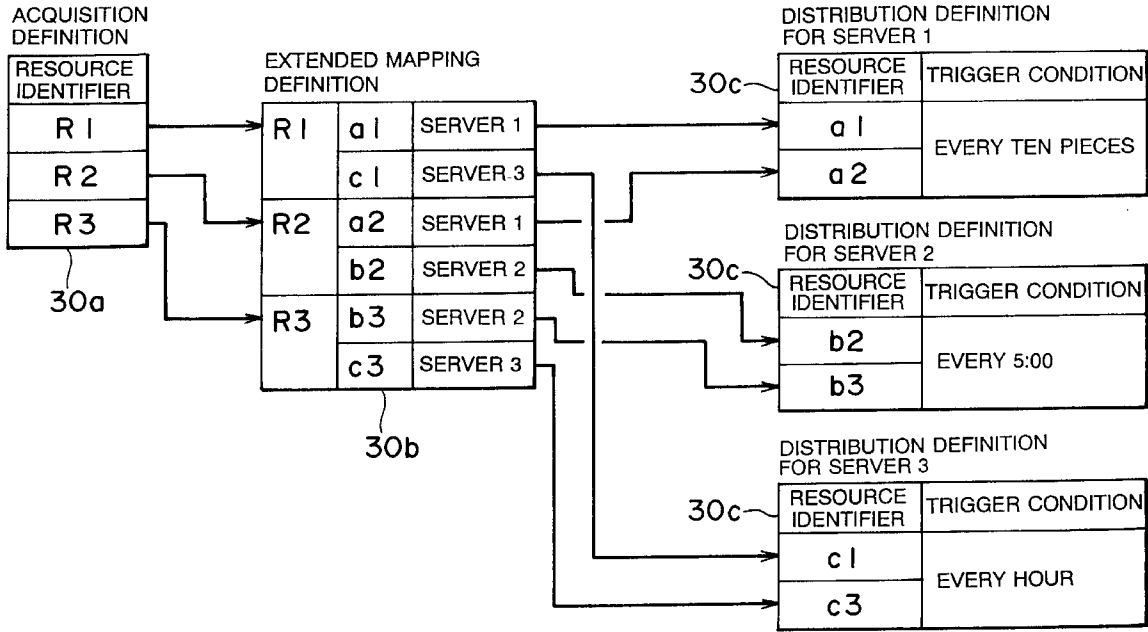 ACQUISITION
DEFINITION
RESOURCE
IDENTIFIER
R1
R2
R3
30a
EXTENDED MAPPING
DEFINITION
R1
a1
SERVER 1
c1
SERVER 3
R2
a2
SERVER 1
b2
SERVER 2
R3
b3
SERVER 2
c3
SERVER 3
30b
DISTRIBUTION DEFINITION
FOR SERVER 1
30c
RESOURCE
IDENTIFIER
TRIGGER CONDITION
a1
a2
EVERY TEN PIECES
DISTRIBUTION DEFINITION
FOR SERVER 2
30c
RESOURCE
IDENTIFIER
TRIGGER CONDITION
b2
b3
EVERY 5:00
DISTRIBUTION DEFINITION
FOR SERVER 3
30c
RESOURCE
IDENTIFIER
TRIGGER CONDITION
c1
c3
EVERY HOUR